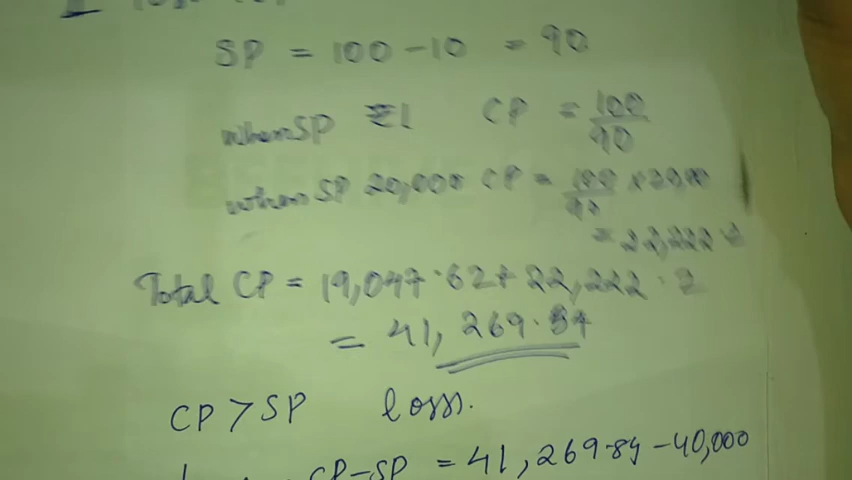 SP = 100 - 10 = 90
when SP ₹1 CP = 100/90
when SP 20,000 CP = 100/90 ×
= 22,222.2
Total CP = 19,047.62 + 22,222.2
= 41,269.84
CP > SP loss.
CP - SP = 41,269.84 - 40,000